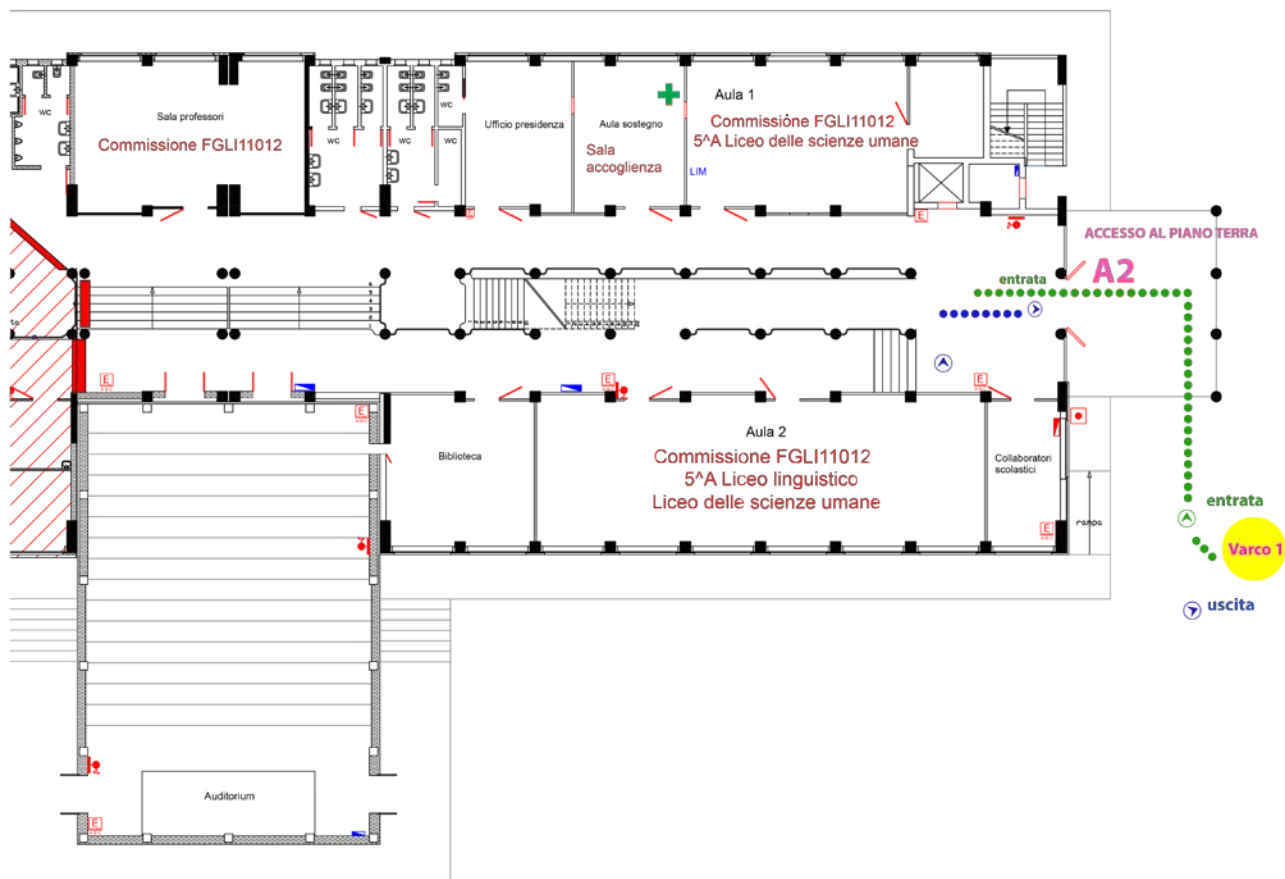 WC
Sala professori
Commissione FGLI11012
WC
WC
WC
WC
Ufficio presidenza
Aula sostegno
Sala
accoglienza
Aula 1
Commissione FGLI11012
5^A Liceo delle scienze umane
LIM
E
E
ACCESSO AL PIANO TERRA
A2
entrata
E
E
E
E
Biblioteca
Aula 2
Commissione FGLI11012
5^A Liceo linguistico
Liceo delle scienze umane
Collaboratori
scolastici
E
rampa
entrata
Varco 1
uscita
Auditorium
E